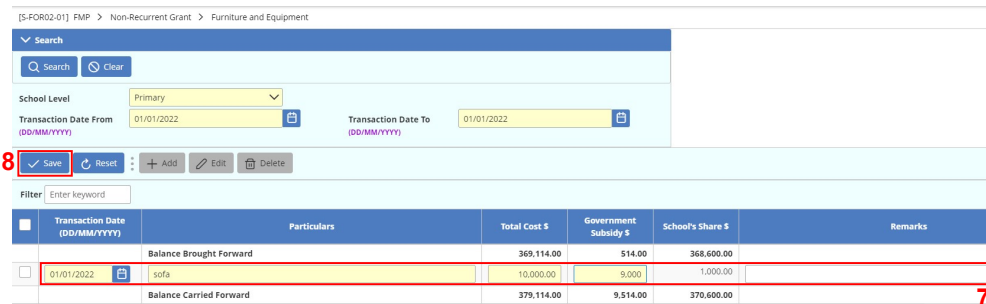 [S-FOR02-01] FMP > Non-Recurrent Grant > Furniture and Equipment
Search
Search Clear
School Level Primary
Transaction Date From 01/01/2022 Transaction Date To 01/01/2022
(DD/MM/YYYY) (DD/MM/YYYY)
8 Save Reset Add Edit Delete
Filter Enter keyword
Transaction Date (DD/MM/YYYY) Particulars Total Cost $ Government Subsidy $ School's Share $ Remarks
Balance Brought Forward 369,114.00 514.00 368,600.00
01/01/2022 sofa 10,000.00 9,000 1,000.00
Balance Carried Forward 379,114.00 9,514.00 370,600.00
7